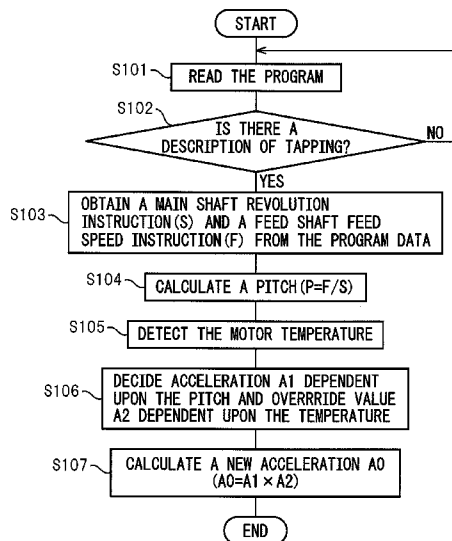 START
S101
READ THE PROGRAM
S102
IS THERE A
DESCRIPTION OF TAPPING?
NO
YES
S103
OBTAIN A MAIN SHAFT REVOLUTION
INSTRUCTION(S) AND A FEED SHAFT FEED
SPEED INSTRUCTION(F) FROM THE PROGRAM DATA
S104
CALCULATE A PITCH(P=F/S)
S105
DETECT THE MOTOR TEMPERATURE
S106
DECIDE ACCELERATION A1 DEPENDENT
UPON THE PITCH AND OVERRRIDE VALUE
A2 DEPENDENT UPON THE TEMPERATURE
S107
CALCULATE A NEW ACCELERATION A0
(A0=A1×A2)
END